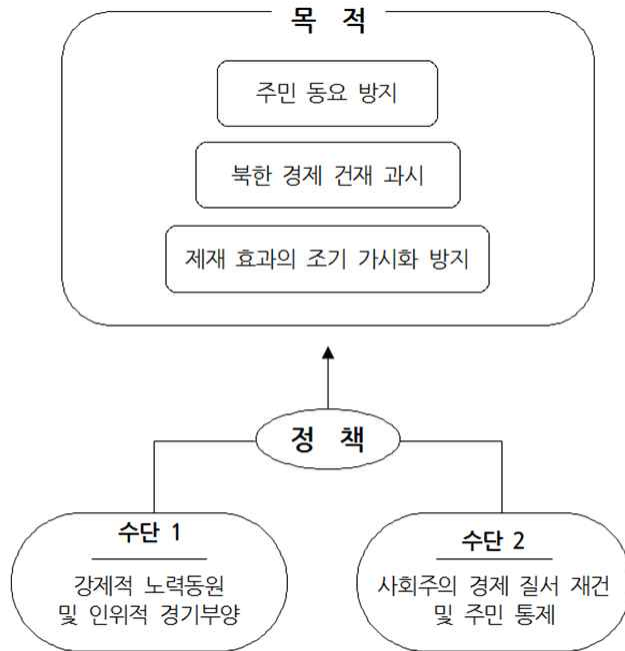 목 적
주민 동요 방지
북한 경제 건재 과시
제재 효과의 조기 가시화 방지
정 책
수단 1
강제적 노력동원
및 인위적 경기부양
수단 2
사회주의 경제 질서 재건
및 주민 통제